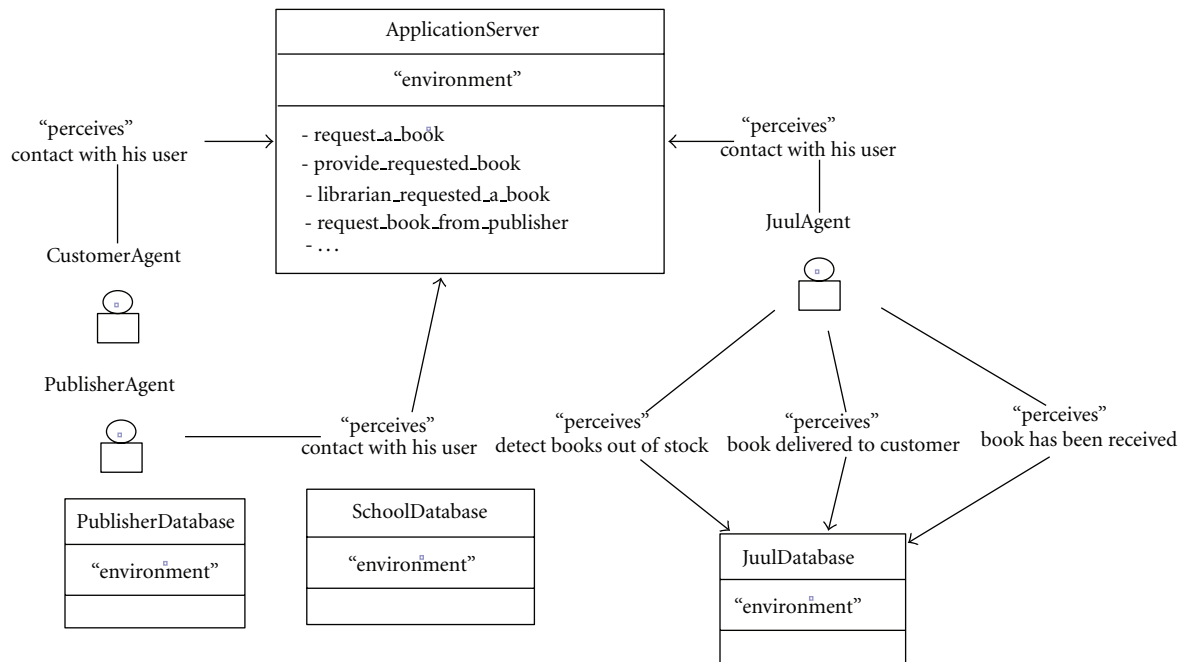 ApplicationServer
“environment”
- request_a_book
- provide_requested_book
- librarian_requested_a_book
- request_book_from_publisher
- ...
“perceives”
contact with his user
CustomerAgent
PublisherAgent
“perceives”
contact with his user
“perceives”
contact with his user
JuulAgent
“perceives”
detect books out of stock
“perceives”
book delivered to customer
“perceives”
book has been received
PublisherDatabase
“environment”
SchoolDatabase
“environment”
JuulDatabase
“environment”